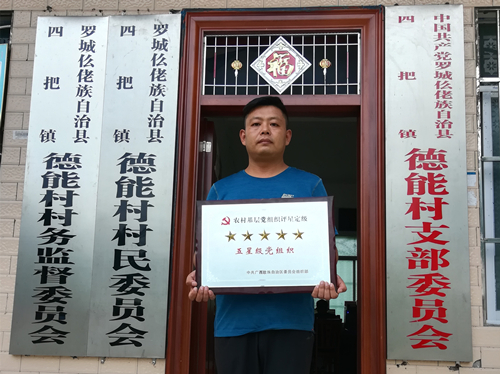 罗城仫佬族自治县
四把镇
德能村村务监督委员会
罗城仫佬族自治县
四把镇
德能村村民委员会
福
农村基层党组织评星定级
五星级党组织
中国共产党罗城仫佬族自治县
四把镇
德能村支部委员会